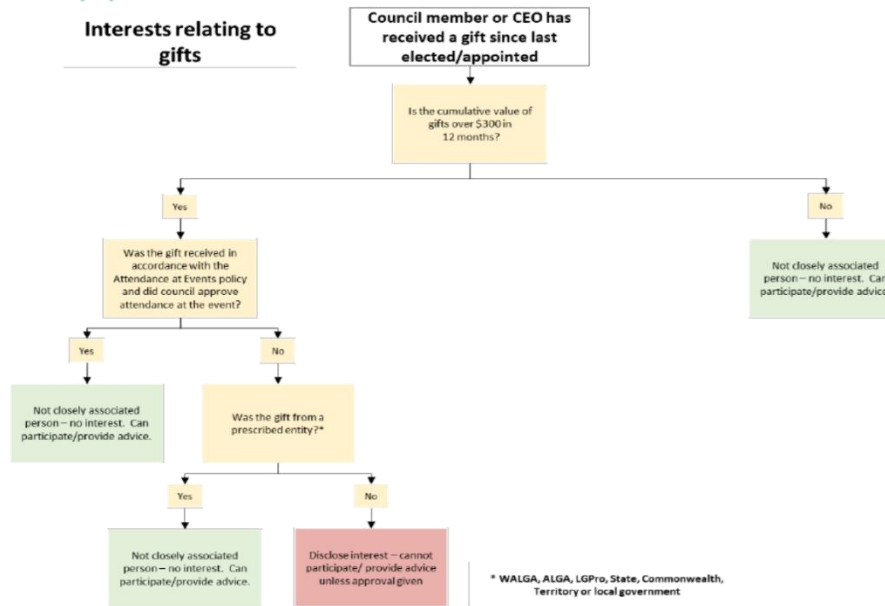 Interests relating to
gifts
Council member or CEO has
received a gift since last
elected/appointed
Is the cumulative value of
gifts over $300 in
12 months?
Yes
No
Was the gift received in
accordance with the
Attendance at Events policy
and did council approve
attendance at the event?
Not closely associated
person – no interest. Can
participate/provide advice
Yes
No
Not closely associated
person – no interest. Can
participate/provide advice.
Was the gift from a
prescribed entity?*
Yes
No
Not closely associated
person – no interest. Can
participate/provide advice.
Disclose interest – cannot
participate/ provide advice
unless approval given
* WALGA, ALGA, LGPro, State, Commonwealth,
Territory or local government